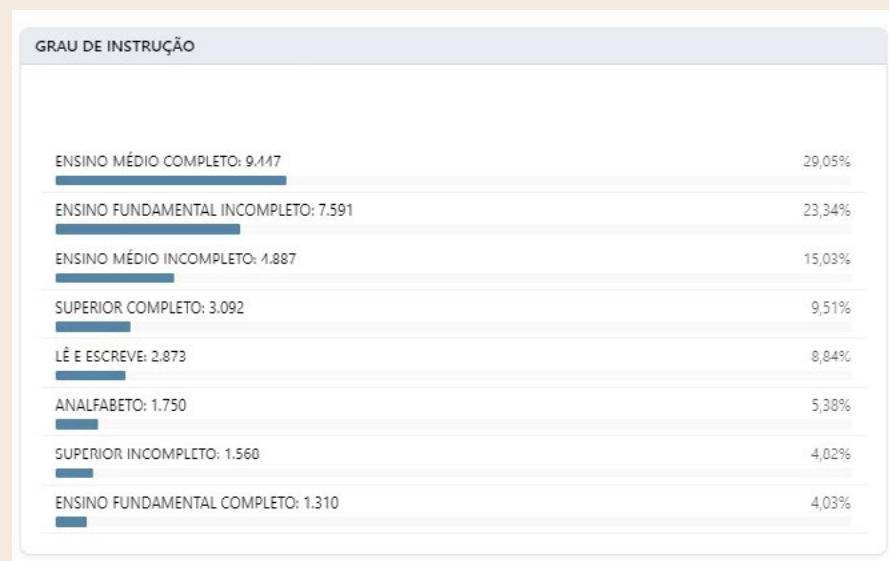 GRAU DE INSTRUÇÃO
ENSINO MÉDIO COMPLETO: 9.447 29,05%
ENSINO FUNDAMENTAL INCOMPLETO: 7.591 23,34%
ENSINO MÉDIO INCOMPLETO: 4.887 15,03%
SUPERIOR COMPLETO: 3.092 9,51%
LÊ E ESCREVE: 2.873 8,84%
ANALFABETO: 1.750 5,38%
SUPERIOR INCOMPLETO: 1.568 4,82%
ENSINO FUNDAMENTAL COMPLETO: 1.310 4,03%